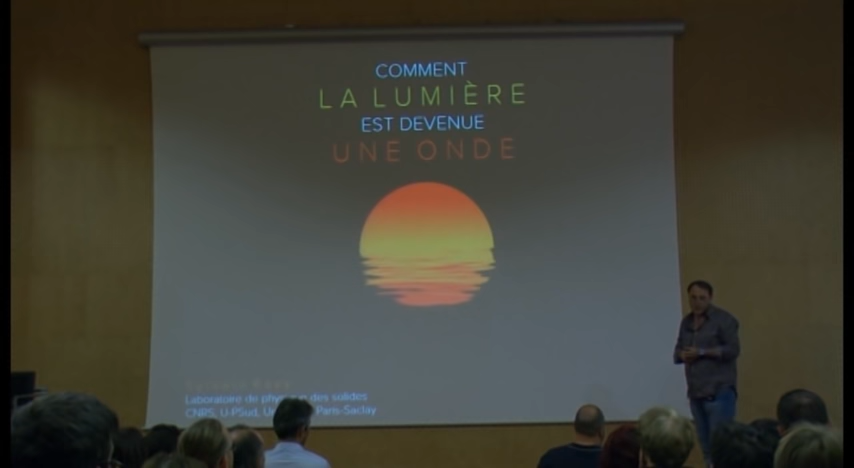 COMMENT
LA LUMIÈRE
EST DEVENUE
UNE ONDE
Laboratoire de physique des solides
CNRS, U-PSud, Paris-Saclay